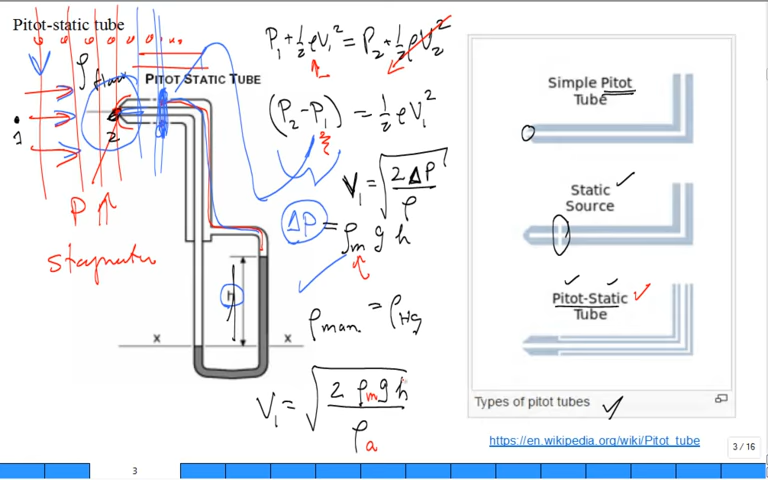 Pitot-static tube
P₁ + ½ρV₁² = P₂ + ½ρV₂²
PITOT STATIC TUBE
1
2
(P₂ - P₁) = ½ρV₁²
V₁ = √(2ΔP/ρ)
ΔP = ρm g h
P ↑
h
ρman = ρHg
x x
V₁ = √(2 ρm g h / ρa)
Simple Pitot
Tube
Static
Source
Pitot-Static
Tube
Types of pitot tubes
https://en.wikipedia.org/wiki/Pitot_tube
3 / 16
3